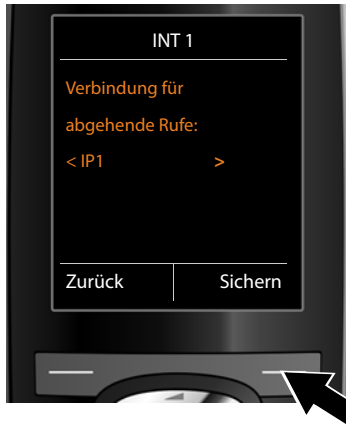 INT 1
Verbindung für
abgehende Rufe:
< IP1 >
Zurück Sichern